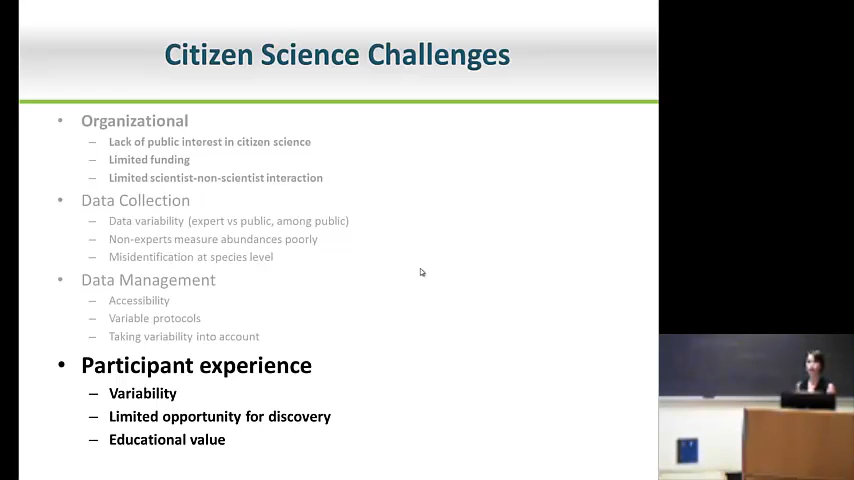 Citizen Science Challenges
• Organizational
– Lack of public interest in citizen science
– Limited funding
– Limited scientist-non-scientist interaction
• Data Collection
– Data variability (expert vs public, among public)
– Non-experts measure abundances poorly
– Misidentification at species level
• Data Management
– Accessibility
– Variable protocols
– Taking variability into account
• Participant experience
– Variability
– Limited opportunity for discovery
– Educational value